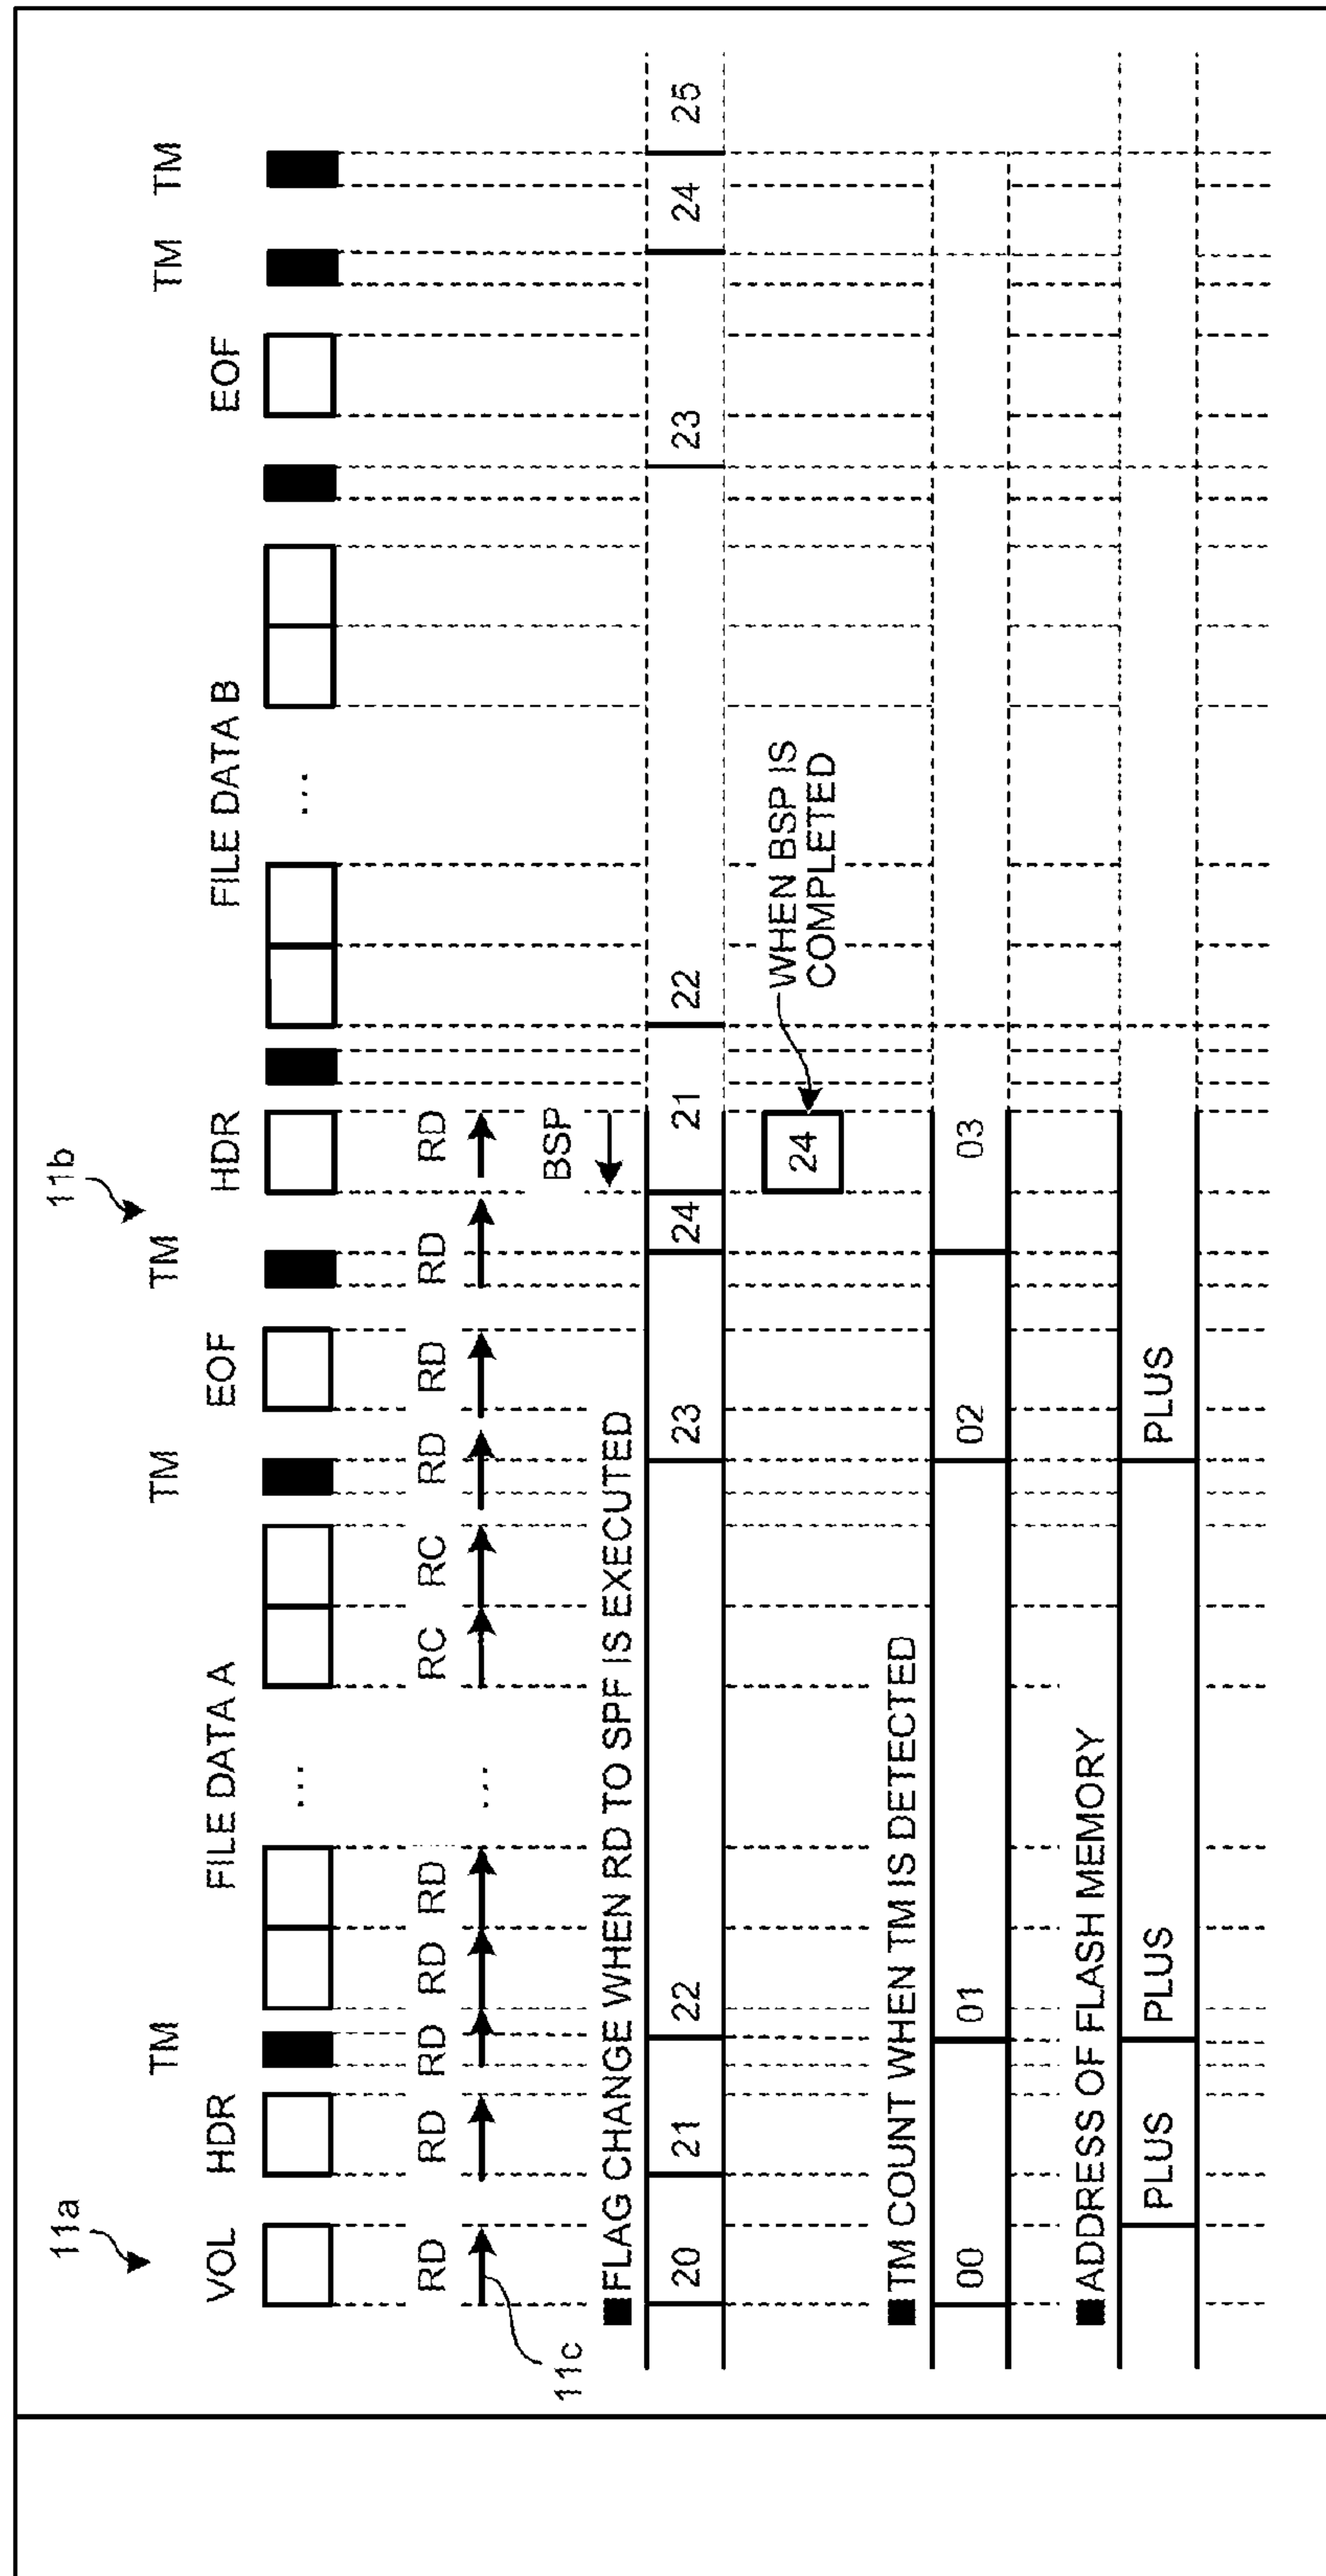 11a
11b
TM TM TM TM TM
VOL HDR FILE DATA A EOF HDR FILE DATA B EOF
... ...
RD RD RD RD RD ... RC RC RD RD RD RD
11c
BSP
■FLAG CHANGE WHEN RD TO SPF IS EXECUTED
20 21 22 23 24 21 22 23 24 25
24
WHEN BSP IS
COMPLETED
■TM COUNT WHEN TM IS DETECTED
00 01 02 03
■ADDRESS OF FLASH MEMORY
PLUS PLUS PLUS